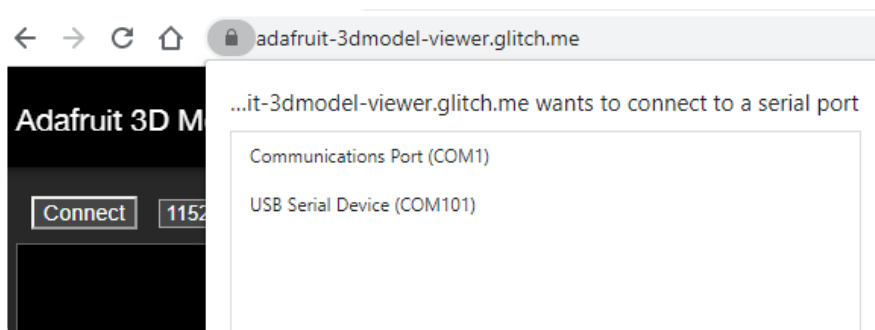 adafruit-3dmodel-viewer.glitch.me
...it-3dmodel-viewer.glitch.me wants to connect to a serial port
Adafruit 3D M
Communications Port (COM1)
USB Serial Device (COM101)
Connect
1152